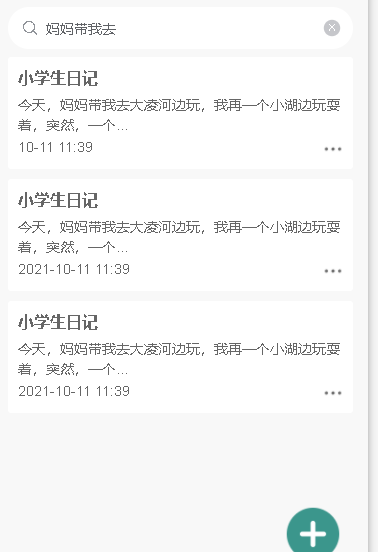 妈妈带我去
小学生日记
今天，妈妈带我去大凌河边玩，我再一个小湖边玩耍
着，突然，一个...
10-11 11:39
小学生日记
今天，妈妈带我去大凌河边玩，我再一个小湖边玩耍
着，突然，一个...
2021-10-11 11:39
小学生日记
今天，妈妈带我去大凌河边玩，我再一个小湖边玩耍
着，突然，一个...
2021-10-11 11:39